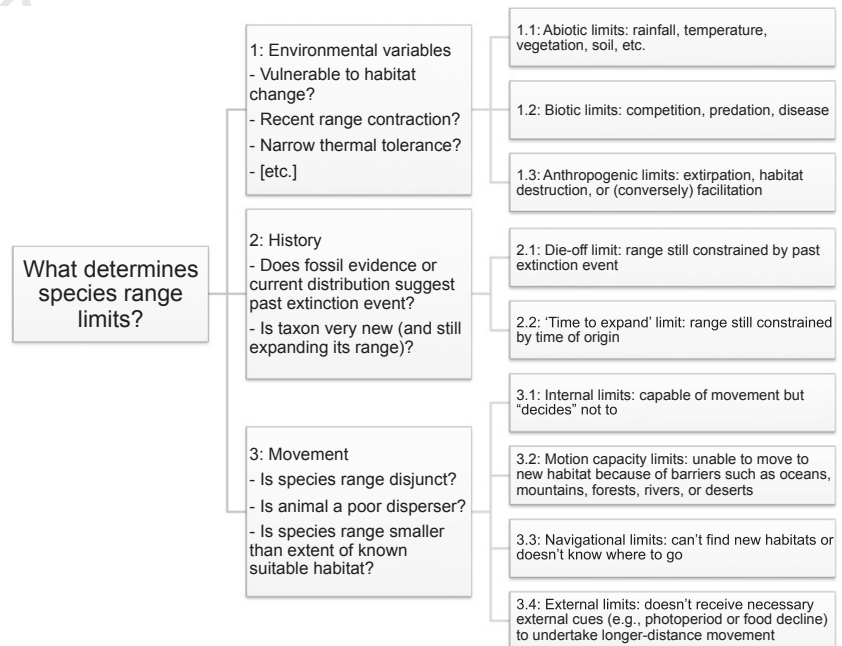 What determines
species range
limits?
1: Environmental variables
- Vulnerable to habitat
change?
- Recent range contraction?
- Narrow thermal tolerance?
- [etc.]
1.1: Abiotic limits: rainfall, temperature,
vegetation, soil, etc.
1.2: Biotic limits: competition, predation, disease
1.3: Anthropogenic limits: extirpation, habitat
destruction, or (conversely) facilitation
2: History
- Does fossil evidence or
current distribution suggest
past extinction event?
- Is taxon very new (and still
expanding its range)?
2.1: Die-off limit: range still constrained by past
extinction event
2.2: ‘Time to expand’ limit: range still constrained
by time of origin
3: Movement
- Is species range disjunct?
- Is animal a poor disperser?
- Is species range smaller
than extent of known
suitable habitat?
3.1: Internal limits: capable of movement but
“decides” not to
3.2: Motion capacity limits: unable to move to
new habitat because of barriers such as oceans,
mountains, forests, rivers, or deserts
3.3: Navigational limits: can’t find new habitats or
doesn’t know where to go
3.4: External limits: doesn’t receive necessary
external cues (e.g., photoperiod or food decline)
to undertake longer-distance movement